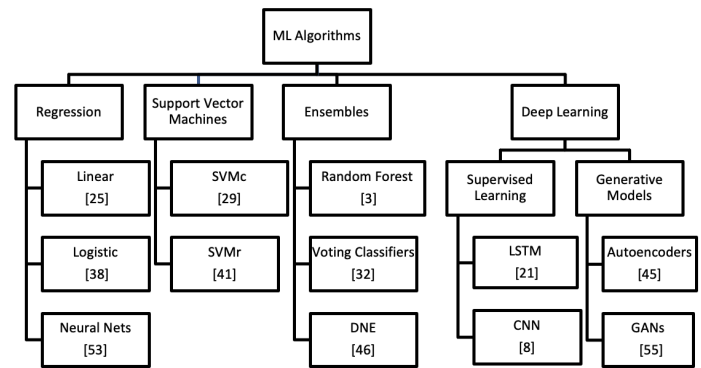 ML Algorithms
Regression
Support Vector
Machines
Ensembles
Deep Learning
Linear
[25]
SVMc
[29]
Random Forest
[3]
Supervised
Learning
Generative
Models
Logistic
[38]
SVMr
[41]
Voting Classifiers
[32]
LSTM
[21]
Autoencoders
[45]
Neural Nets
[53]
DNE
[46]
CNN
[8]
GANs
[55]